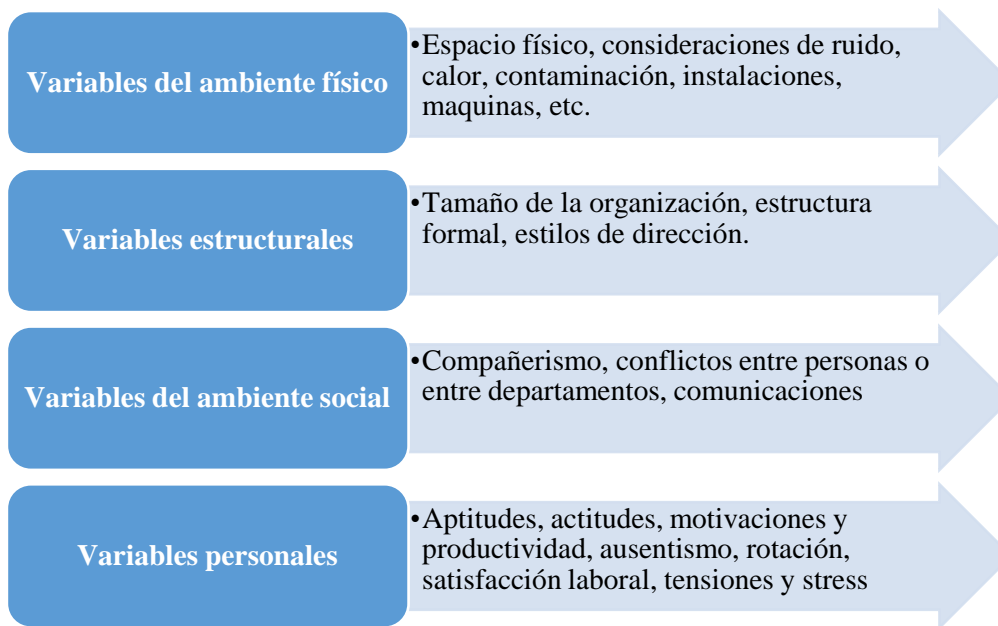 Variables del ambiente físico
•Espacio físico, consideraciones de ruido,
calor, contaminación, instalaciones,
maquinas, etc.
Variables estructurales
•Tamaño de la organización, estructura
formal, estilos de dirección.
Variables del ambiente social
•Compañerismo, conflictos entre personas o
entre departamentos, comunicaciones
Variables personales
•Aptitudes, actitudes, motivaciones y
productividad, ausentismo, rotación,
satisfacción laboral, tensiones y stress